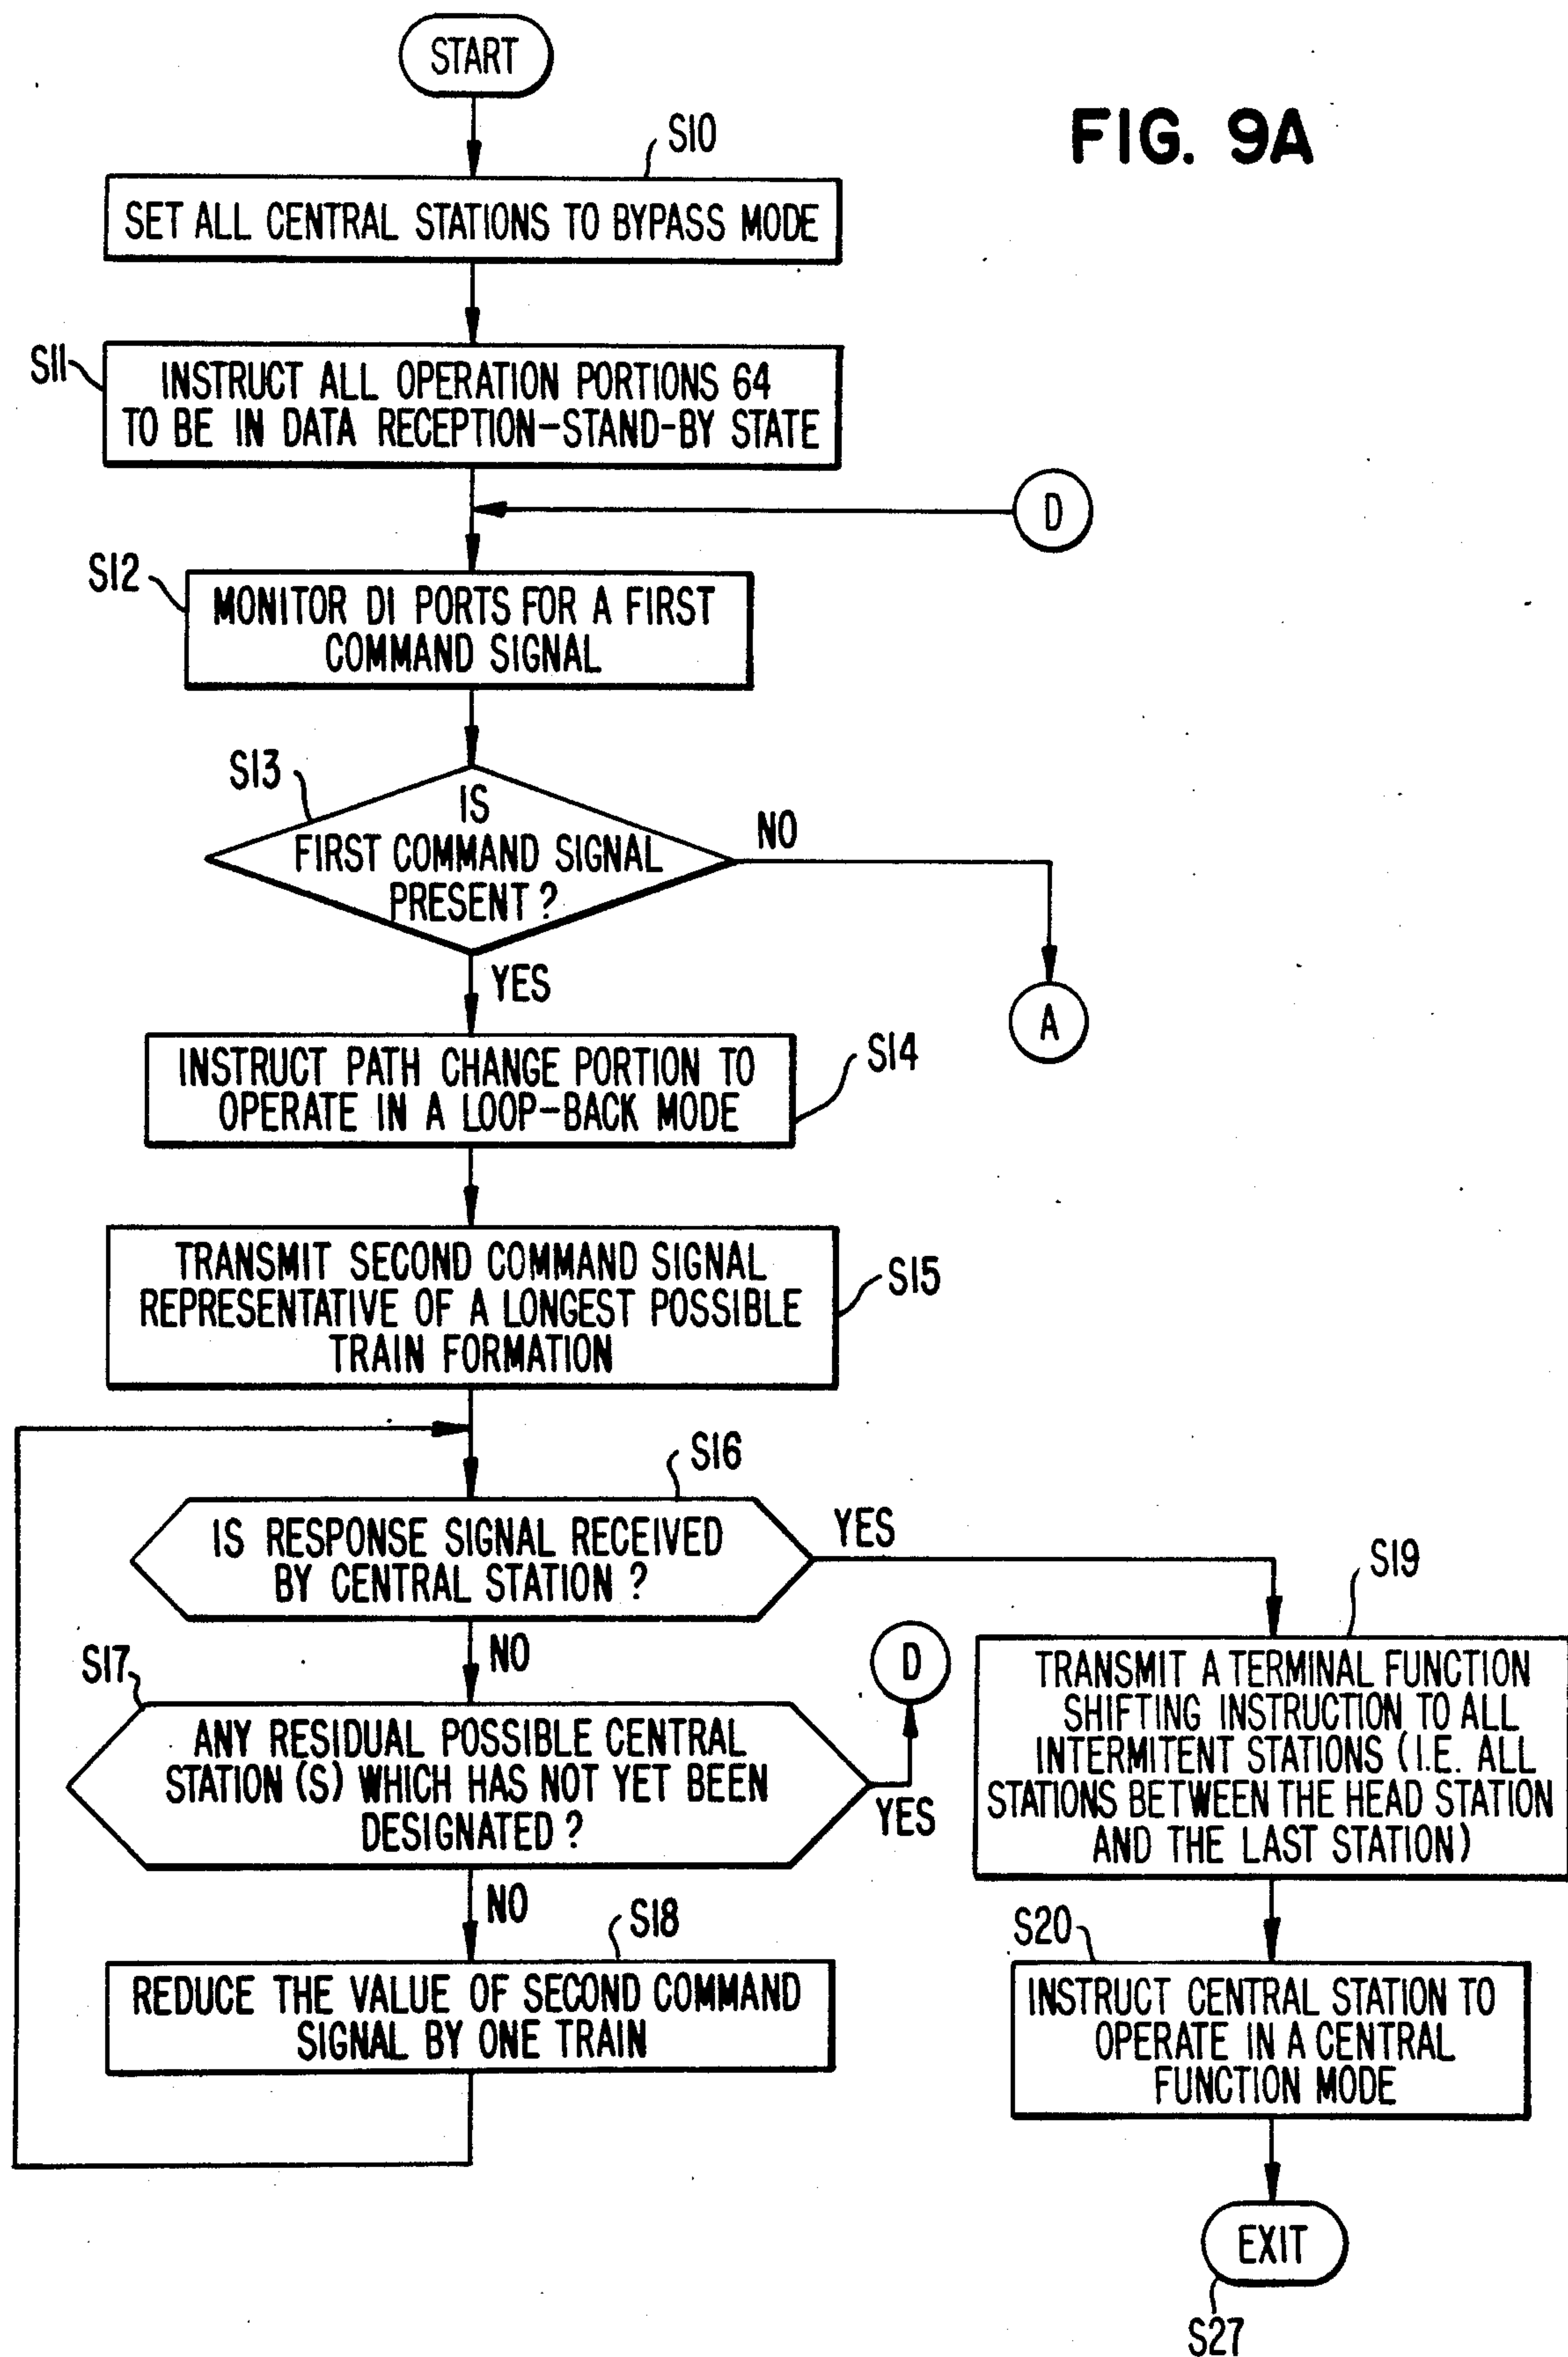 START
FIG. 9A
S10
SET ALL CENTRAL STATIONS TO BYPASS MODE
S11
INSTRUCT ALL OPERATION PORTIONS 64
TO BE IN DATA RECEPTION-STAND-BY STATE
D
S12
MONITOR DI PORTS FOR A FIRST
COMMAND SIGNAL
S13
IS
FIRST COMMAND SIGNAL
PRESENT ?
NO
A
YES
INSTRUCT PATH CHANGE PORTION TO
OPERATE IN A LOOP-BACK MODE
S14
TRANSMIT SECOND COMMAND SIGNAL
REPRESENTATIVE OF A LONGEST POSSIBLE
TRAIN FORMATION
S15
S16
IS RESPONSE SIGNAL RECEIVED
BY CENTRAL STATION ?
YES
NO
S17
ANY RESIDUAL POSSIBLE CENTRAL
STATION (S) WHICH HAS NOT YET BEEN
DESIGNATED ?
YES
D
NO
S18
REDUCE THE VALUE OF SECOND COMMAND
SIGNAL BY ONE TRAIN
S19
TRANSMIT A TERMINAL FUNCTION
SHIFTING INSTRUCTION TO ALL
INTERMITENT STATIONS (I.E. ALL
STATIONS BETWEEN THE HEAD STATION
AND THE LAST STATION)
S20
INSTRUCT CENTRAL STATION TO
OPERATE IN A CENTRAL
FUNCTION MODE
EXIT
S27